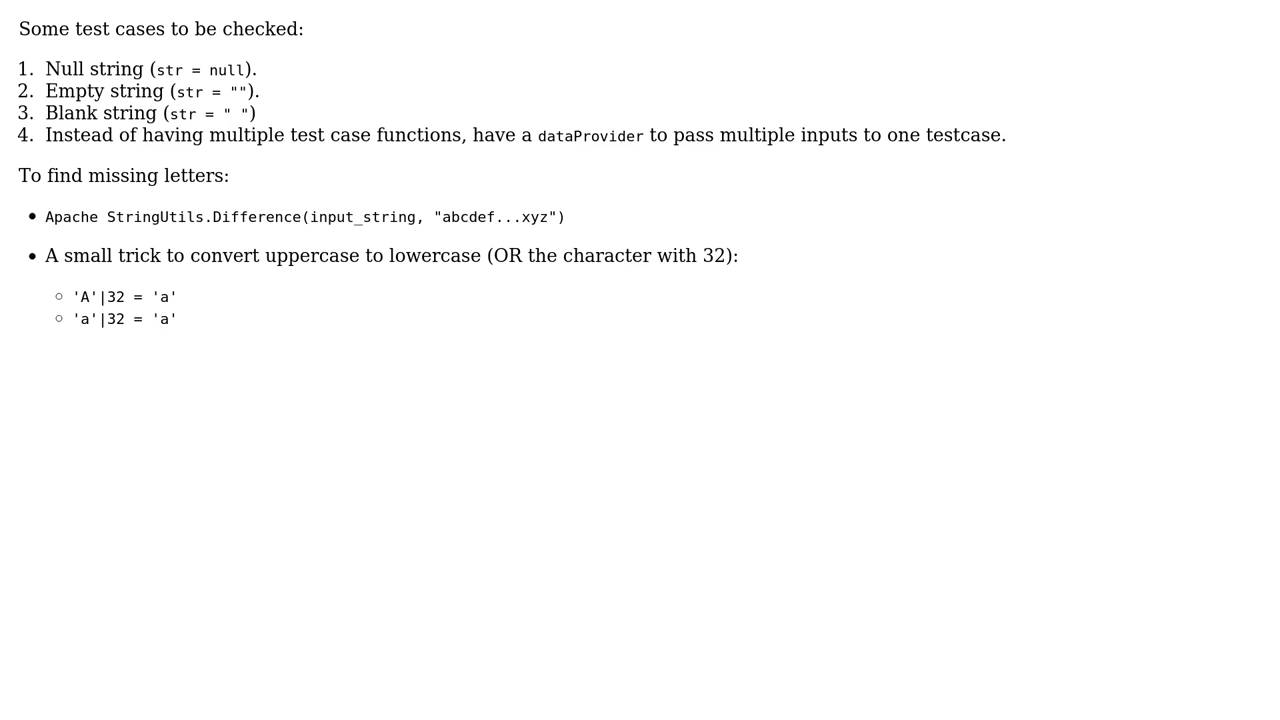 Some test cases to be checked:
1. Null string (str = null).
2. Empty string (str = "").
3. Blank string (str = " ")
4. Instead of having multiple test case functions, have a dataProvider to pass multiple inputs to one testcase.
To find missing letters:
• Apache StringUtils.Difference(input_string, "abcdef...xyz")
• A small trick to convert uppercase to lowercase (OR the character with 32):
○ 'A'|32 = 'a'
○ 'a'|32 = 'a'